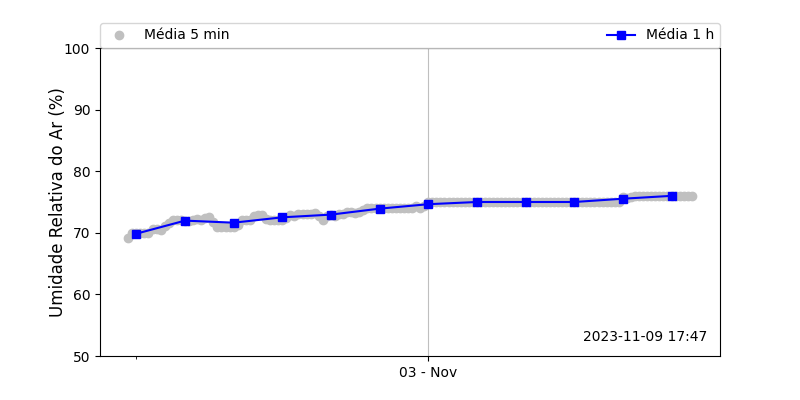 Média 5 min
Média 1 h
100
90
80
70
60
50
Umidade Relativa do Ar (%)
2023-11-09 17:47
03 - Nov